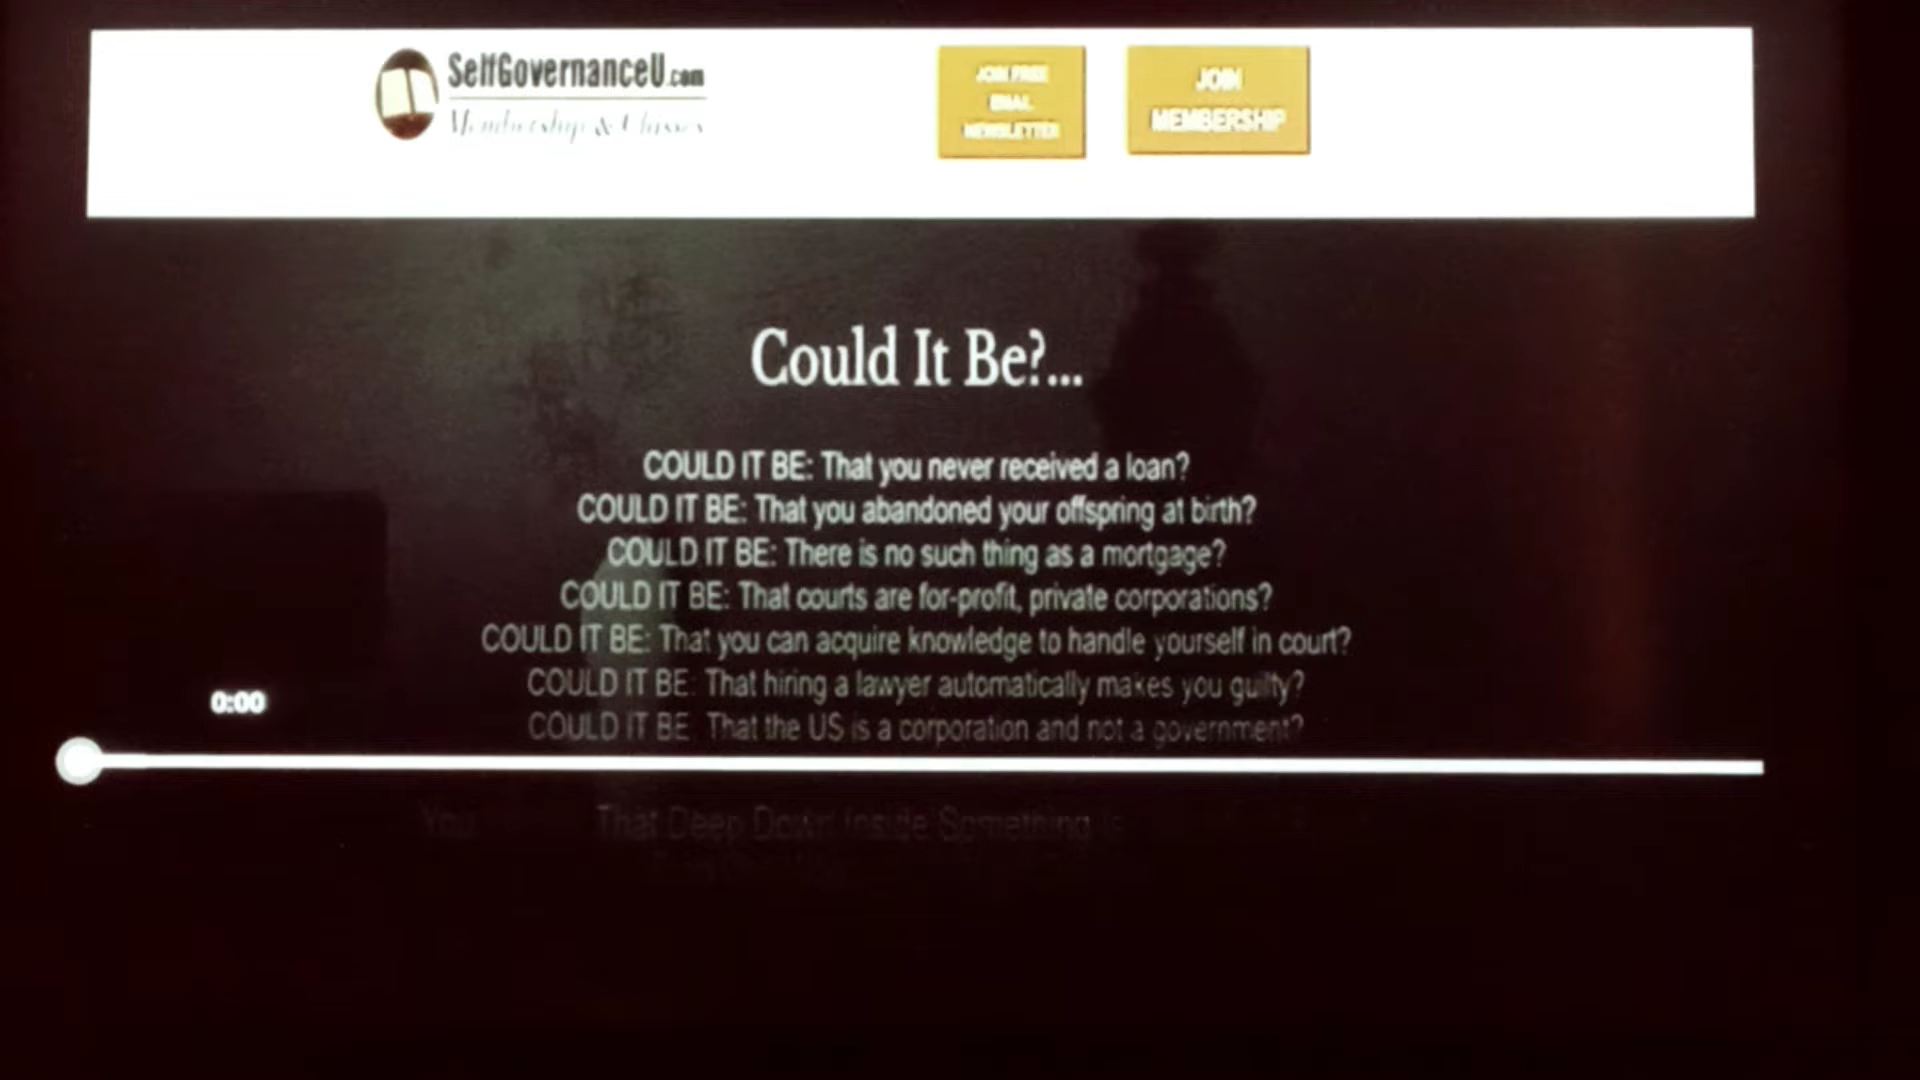 SelfGovernanceU.com
Membership & Classes
JOIN FREE
EMAIL
NEWSLETTER
JOIN
MEMBERSHIP
Could It Be?...
COULD IT BE: That you never received a loan?
COULD IT BE: That you abandoned your offspring at birth?
COULD IT BE: There is no such thing as a mortgage?
COULD IT BE: That courts are for-profit, private corporations?
COULD IT BE: That you can acquire knowledge to handle yourself in court?
COULD IT BE: That hiring a lawyer automatically makes you guilty?
COULD IT BE: That the US is a corporation and not a government?
0:00
You That Deep Down Inside Something Is